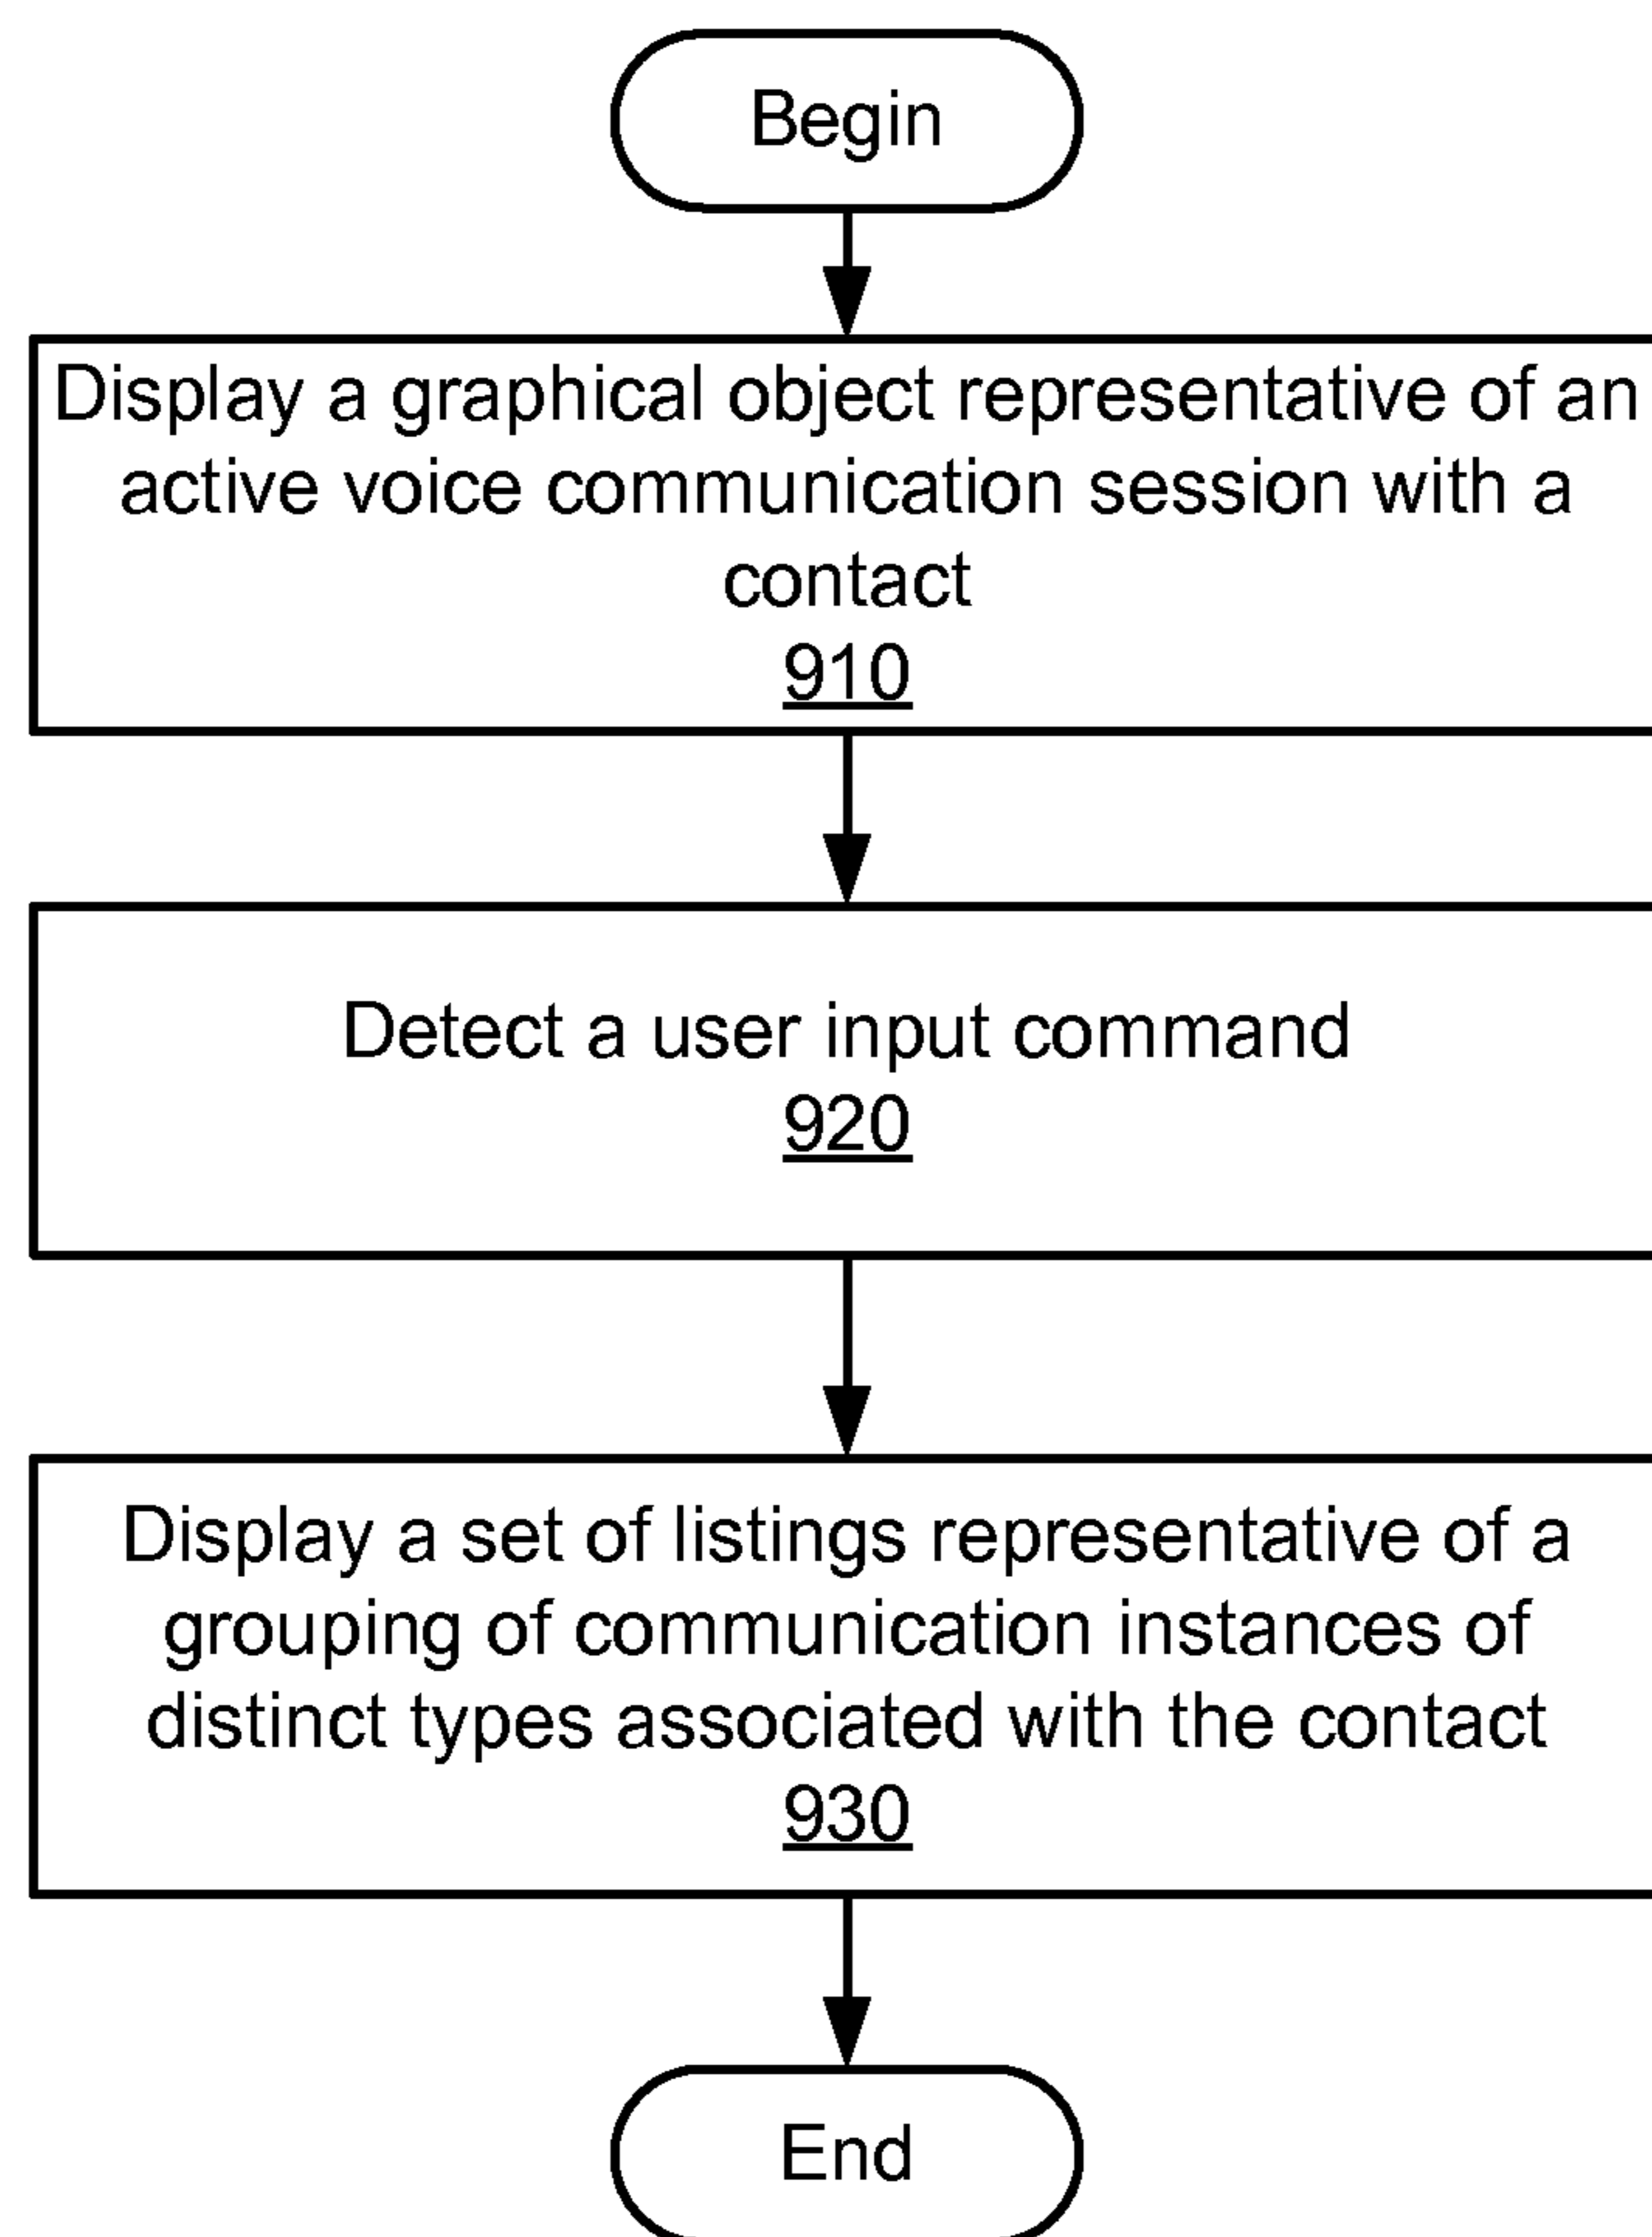 Begin
Display a graphical object representative of an
active voice communication session with a
contact
910
Detect a user input command
920
Display a set of listings representative of a
grouping of communication instances of
distinct types associated with the contact
930
End